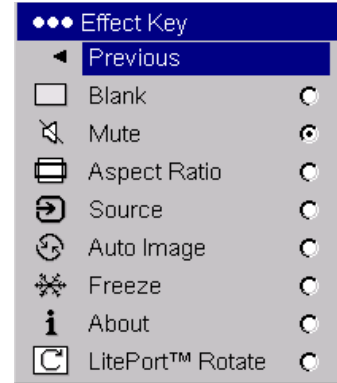 Effect Key
Previous
Blank
Mute
Aspect Ratio
Source
Auto Image
Freeze
About
LitePort™ Rotate